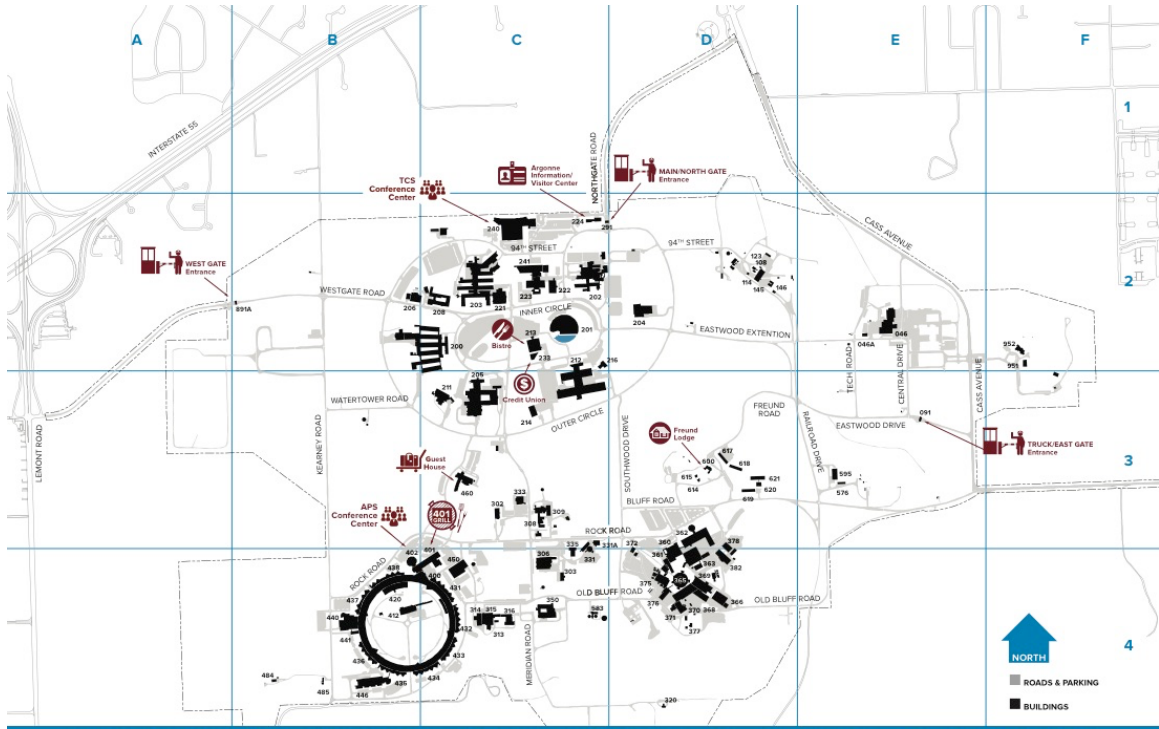 A
B
C
D
E
F
1
INTERSTATE 55
NORTHGATE ROAD
TCS
Conference
Center
Argonne
Information/
Visitor Center
MAIN/NORTH GATE
Entrance
CASS AVENUE
224
291
240
94TH STREET
94TH STREET
WEST GATE
Entrance
241
123
108
114
145
146
2
WESTGATE ROAD
891A
206
208
203
221
223
222
202
INNER CIRCLE
204
EASTWOOD EXTENTION
046
046A
213
201
Bistro
200
233
952
951
212
216
TECH ROAD
CENTRAL DRIVE
CASS AVENUE
Credit Union
205
211
WATERTOWER ROAD
214
OUTER CIRCLE
FREUND
ROAD
EASTWOOD DRIVE
091
LEMONT ROAD
KEARNEY ROAD
SOUTHWOOD DRIVE
RAILROAD DRIVE
Freund
Lodge
TRUCK/EAST GATE
Entrance
3
Guest
House
600
617
618
615
614
621
620
619
595
576
460
BLUFF ROAD
APS
Conference
Center
401
GRILL
302
333
309
308
ROCK ROAD
362
402
401
335
331A
331
372
360
361
378
ROCK ROAD
438
450
306
303
363
382
400
431
375
365
369
437
420
OLD BLUFF ROAD
OLD BLUFF ROAD
376
366
412
314
315
316
350
583
371
370
368
440
432
313
377
441
MERIDIAN ROAD
436
433
4
NORTH
484
485
446
435
434
320
ROADS & PARKING
BUILDINGS